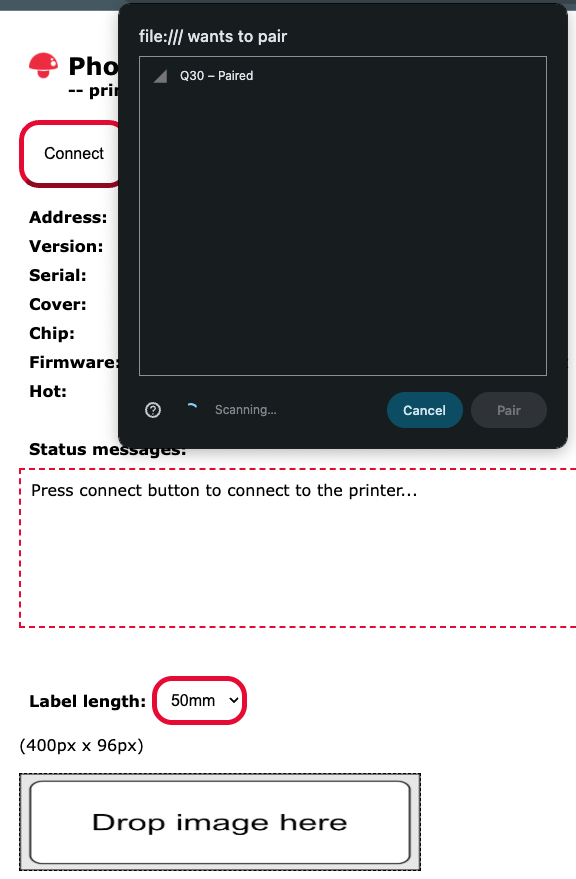 file:/// wants to pair
Q30 – Paired
Scanning...
Cancel
Pair
Pho
-- prin
Connect
Address:
Version:
Serial:
Cover:
Chip:
Firmware:
Hot:
Status messages:
Press connect button to connect to the printer...
Label length: 50mm
(400px x 96px)
Drop image here